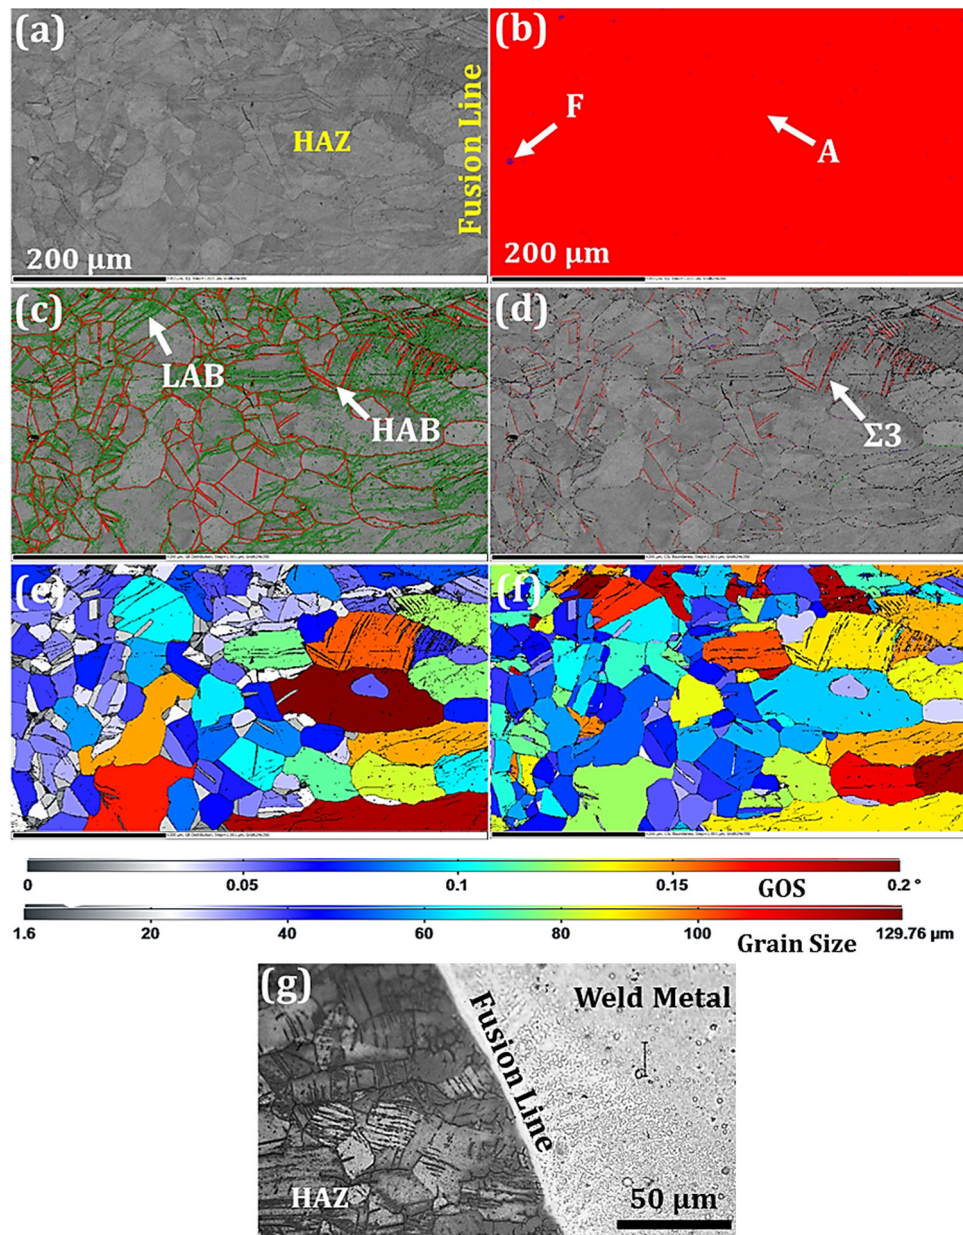 (a)
HAZ
Fusion Line
200 μm
(b)
F
A
200 μm
(c)
LAB
HAB
(d)
Σ3
(e)
(f)
0 0.05 0.1 0.15 0.2 °
GOS
1.6 20 40 60 80 100 129.76 μm
Grain Size
(g)
Weld Metal
Fusion Line
HAZ
50 μm